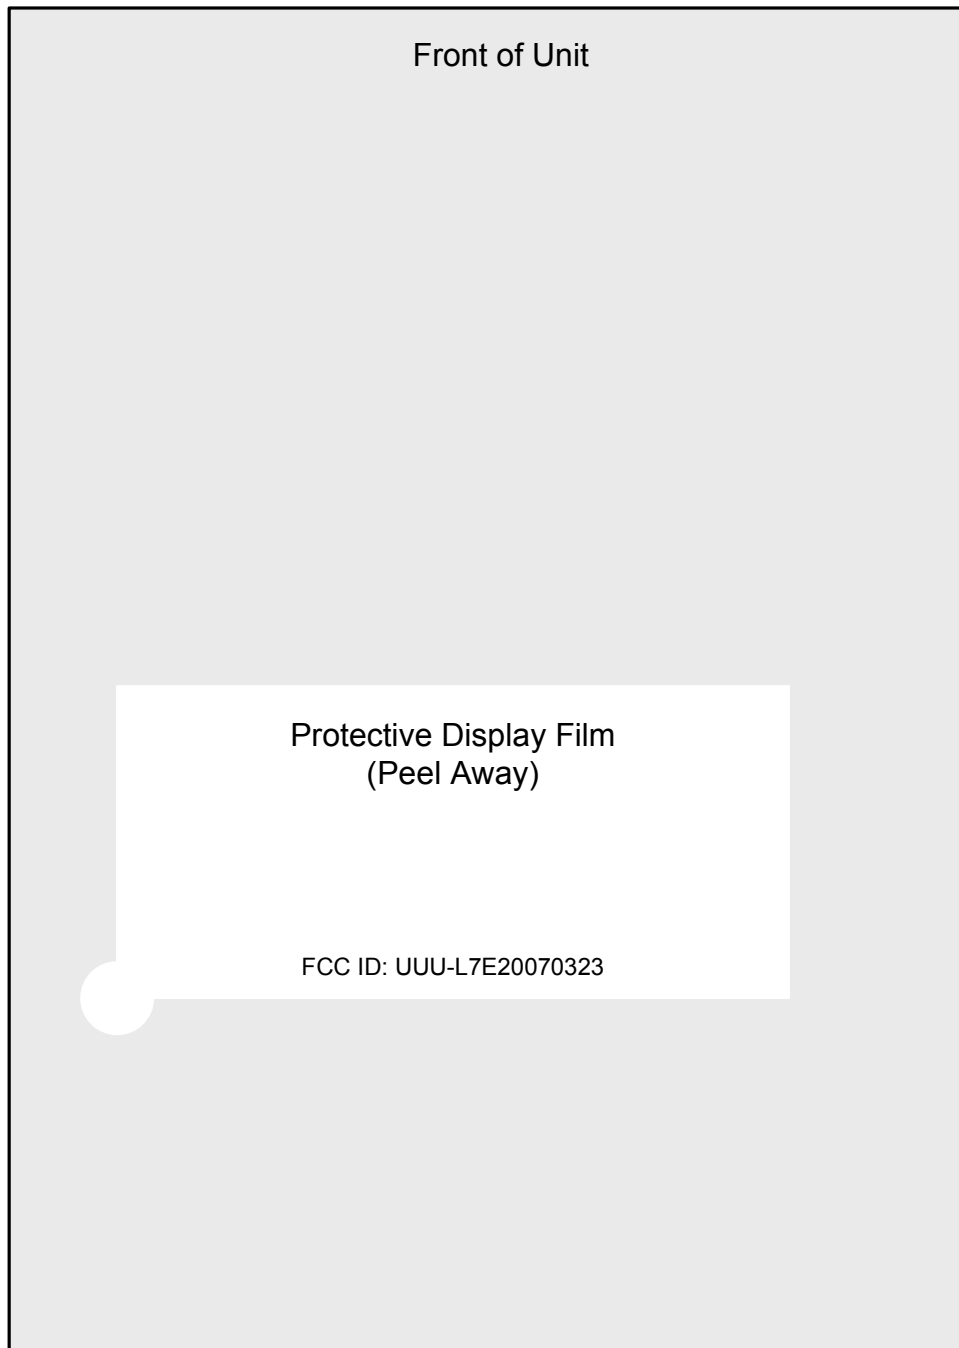 Front of Unit
Protective Display Film
(Peel Away)
FCC ID: UUU-L7E20070323